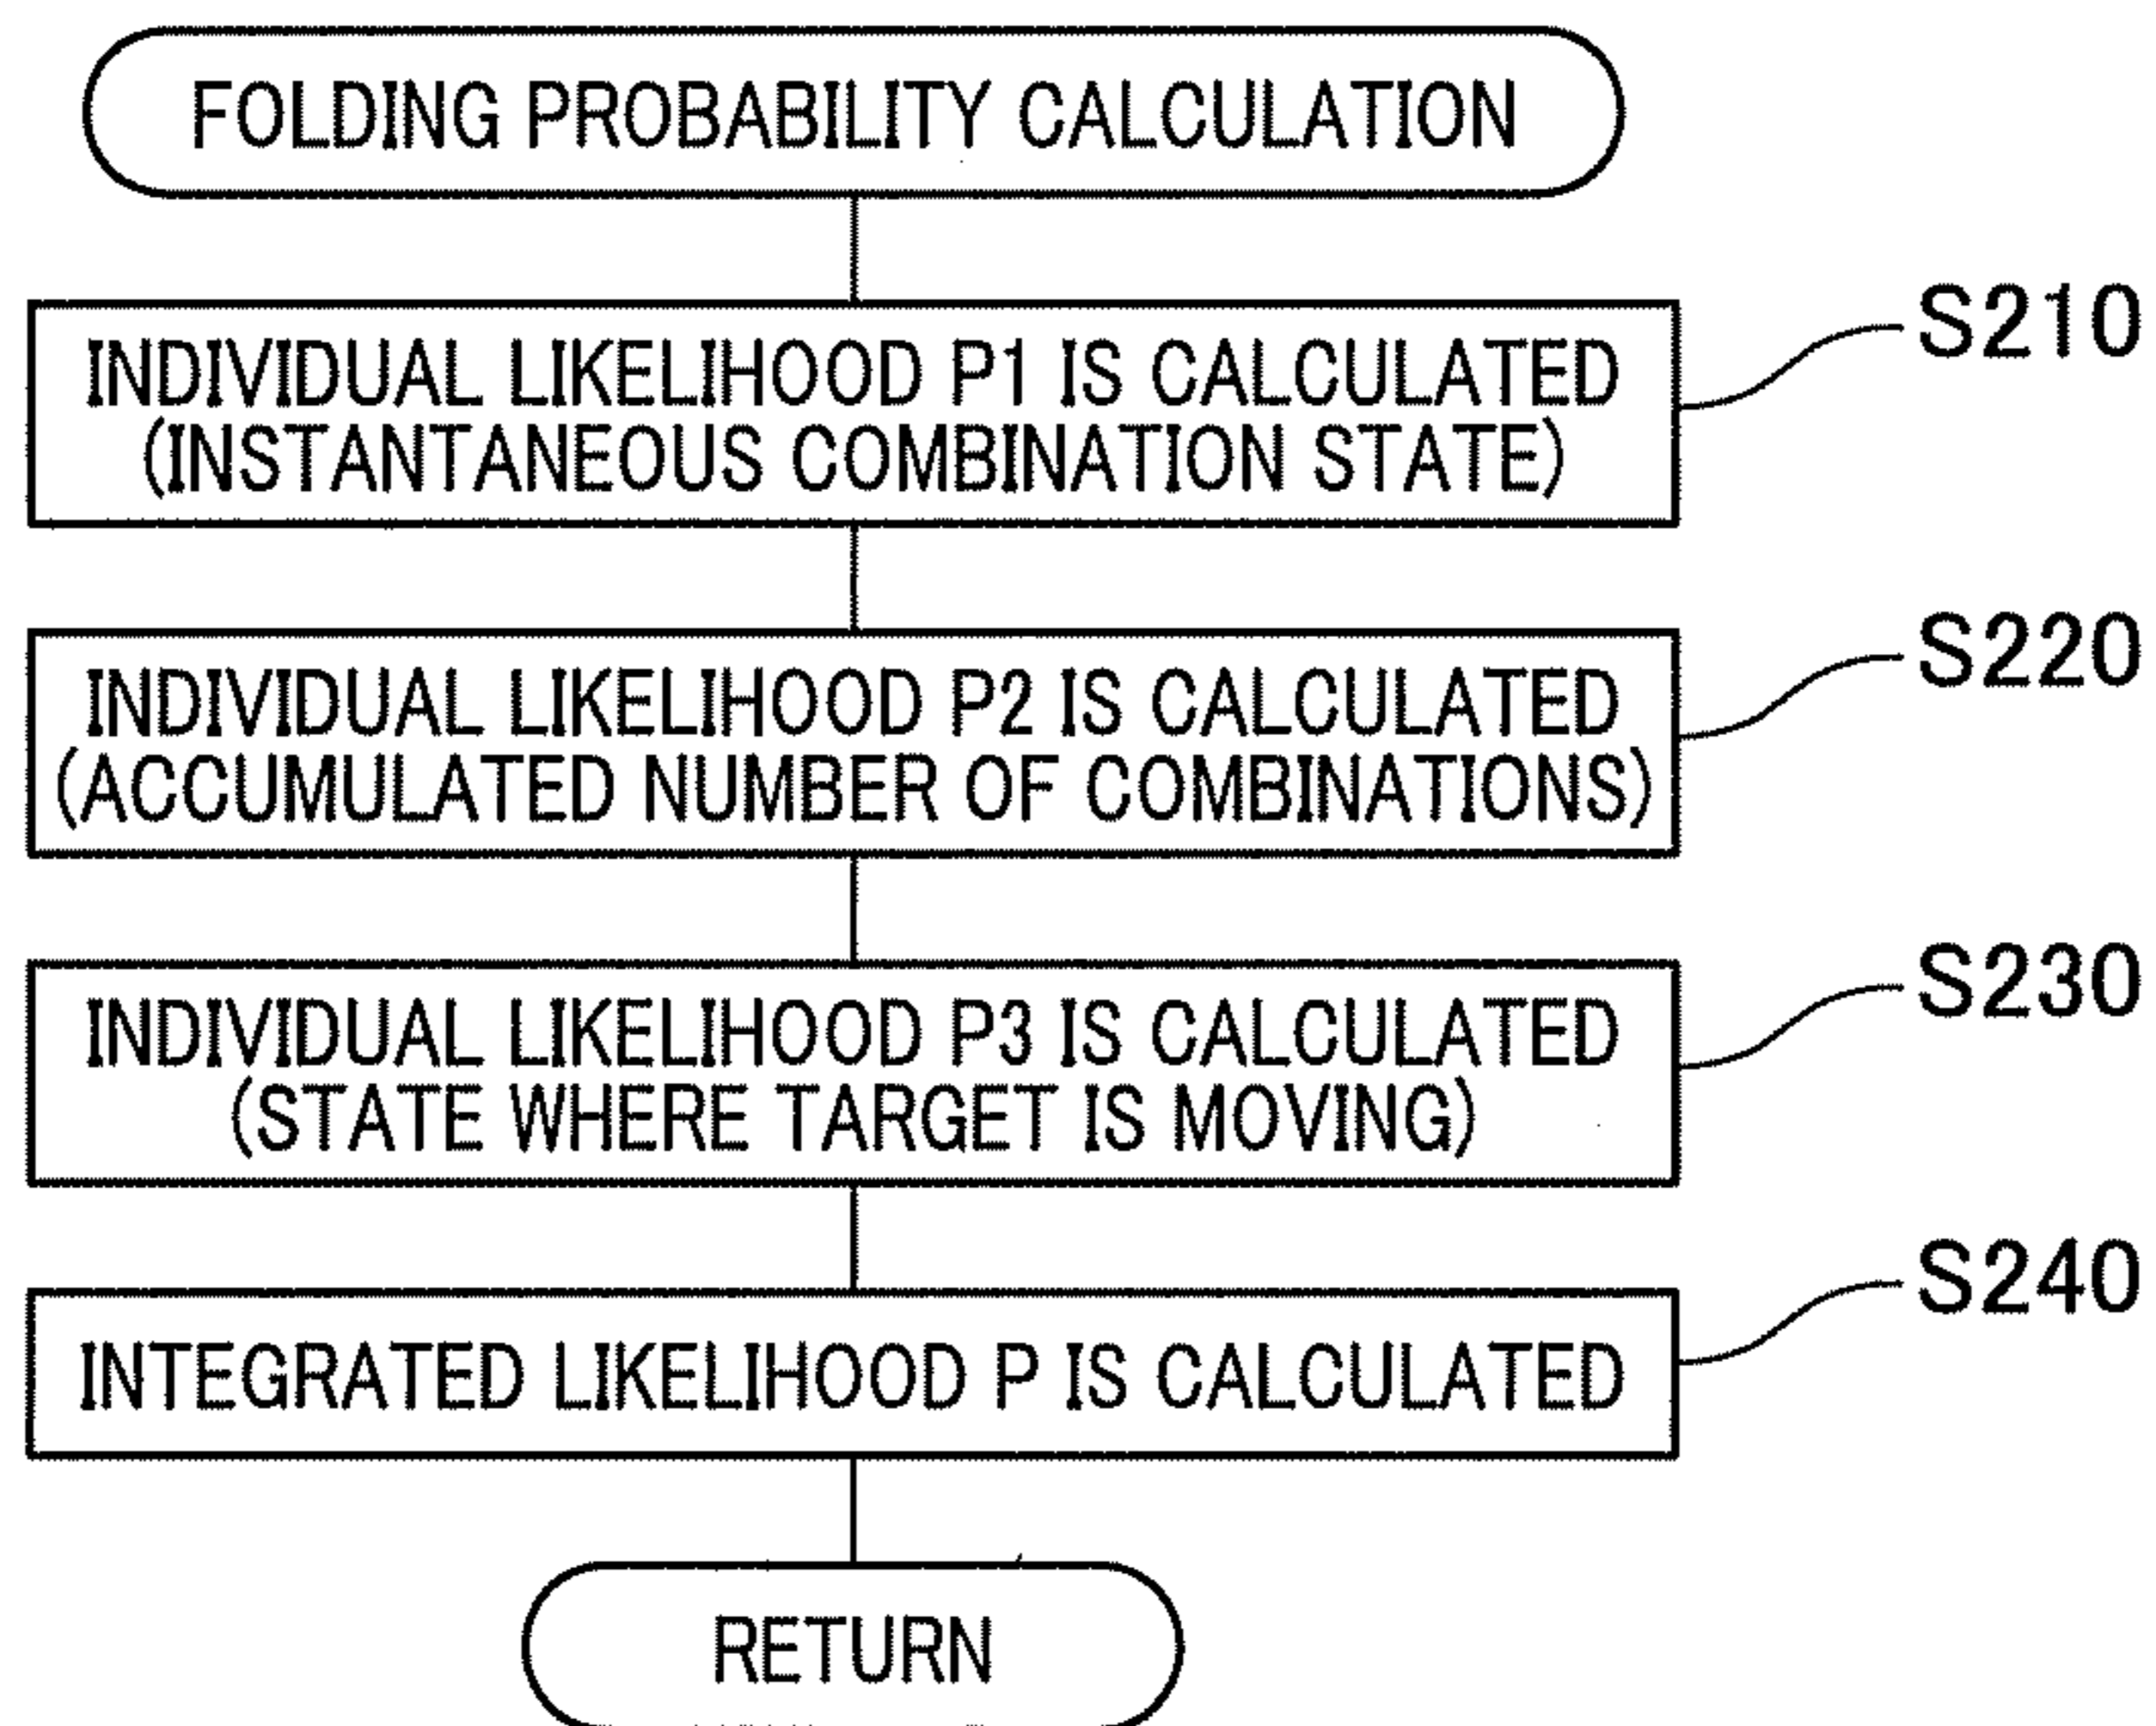 FOLDING PROBABILITY CALCULATION
INDIVIDUAL LIKELIHOOD P1 IS CALCULATED
(INSTANTANEOUS COMBINATION STATE)
S210
INDIVIDUAL LIKELIHOOD P2 IS CALCULATED
(ACCUMULATED NUMBER OF COMBINATIONS)
S220
INDIVIDUAL LIKELIHOOD P3 IS CALCULATED
(STATE WHERE TARGET IS MOVING)
S230
INTEGRATED LIKELIHOOD P IS CALCULATED
S240
RETURN